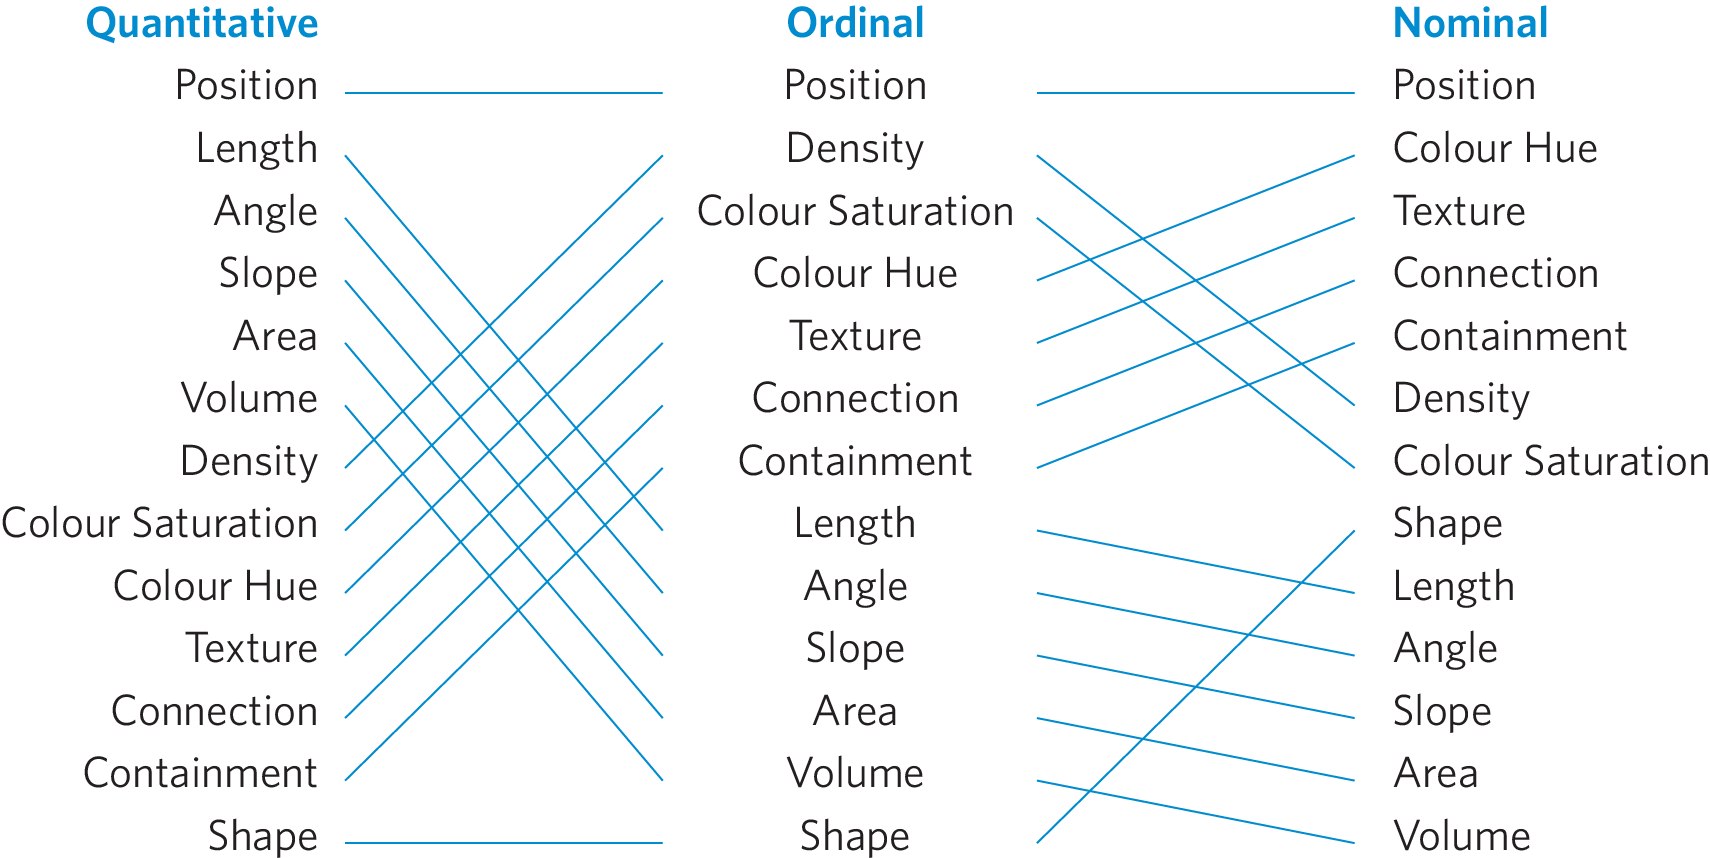 Quantitative Ordinal Nominal
Position Position Position
Length Density Colour Hue
Angle Colour Saturation Texture
Slope Colour Hue Connection
Area Texture Containment
Volume Connection Density
Density Containment Colour Saturation
Colour Saturation Length Shape
Colour Hue Angle Length
Texture Slope Angle
Connection Area Slope
Containment Volume Area
Shape Shape Volume